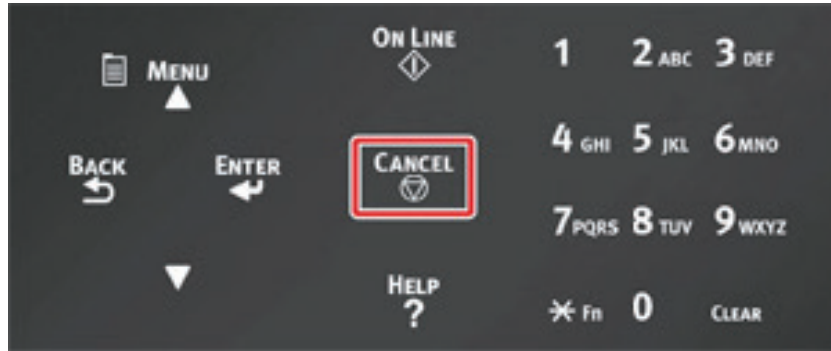 MENU
BACK
ENTER
ON LINE
CANCEL
HELP
?
1
2 ABC
3 DEF
4 GHI
5 JKL
6 MNO
7 PQRS
8 TUV
9 WXYZ
* Fn
0
CLEAR